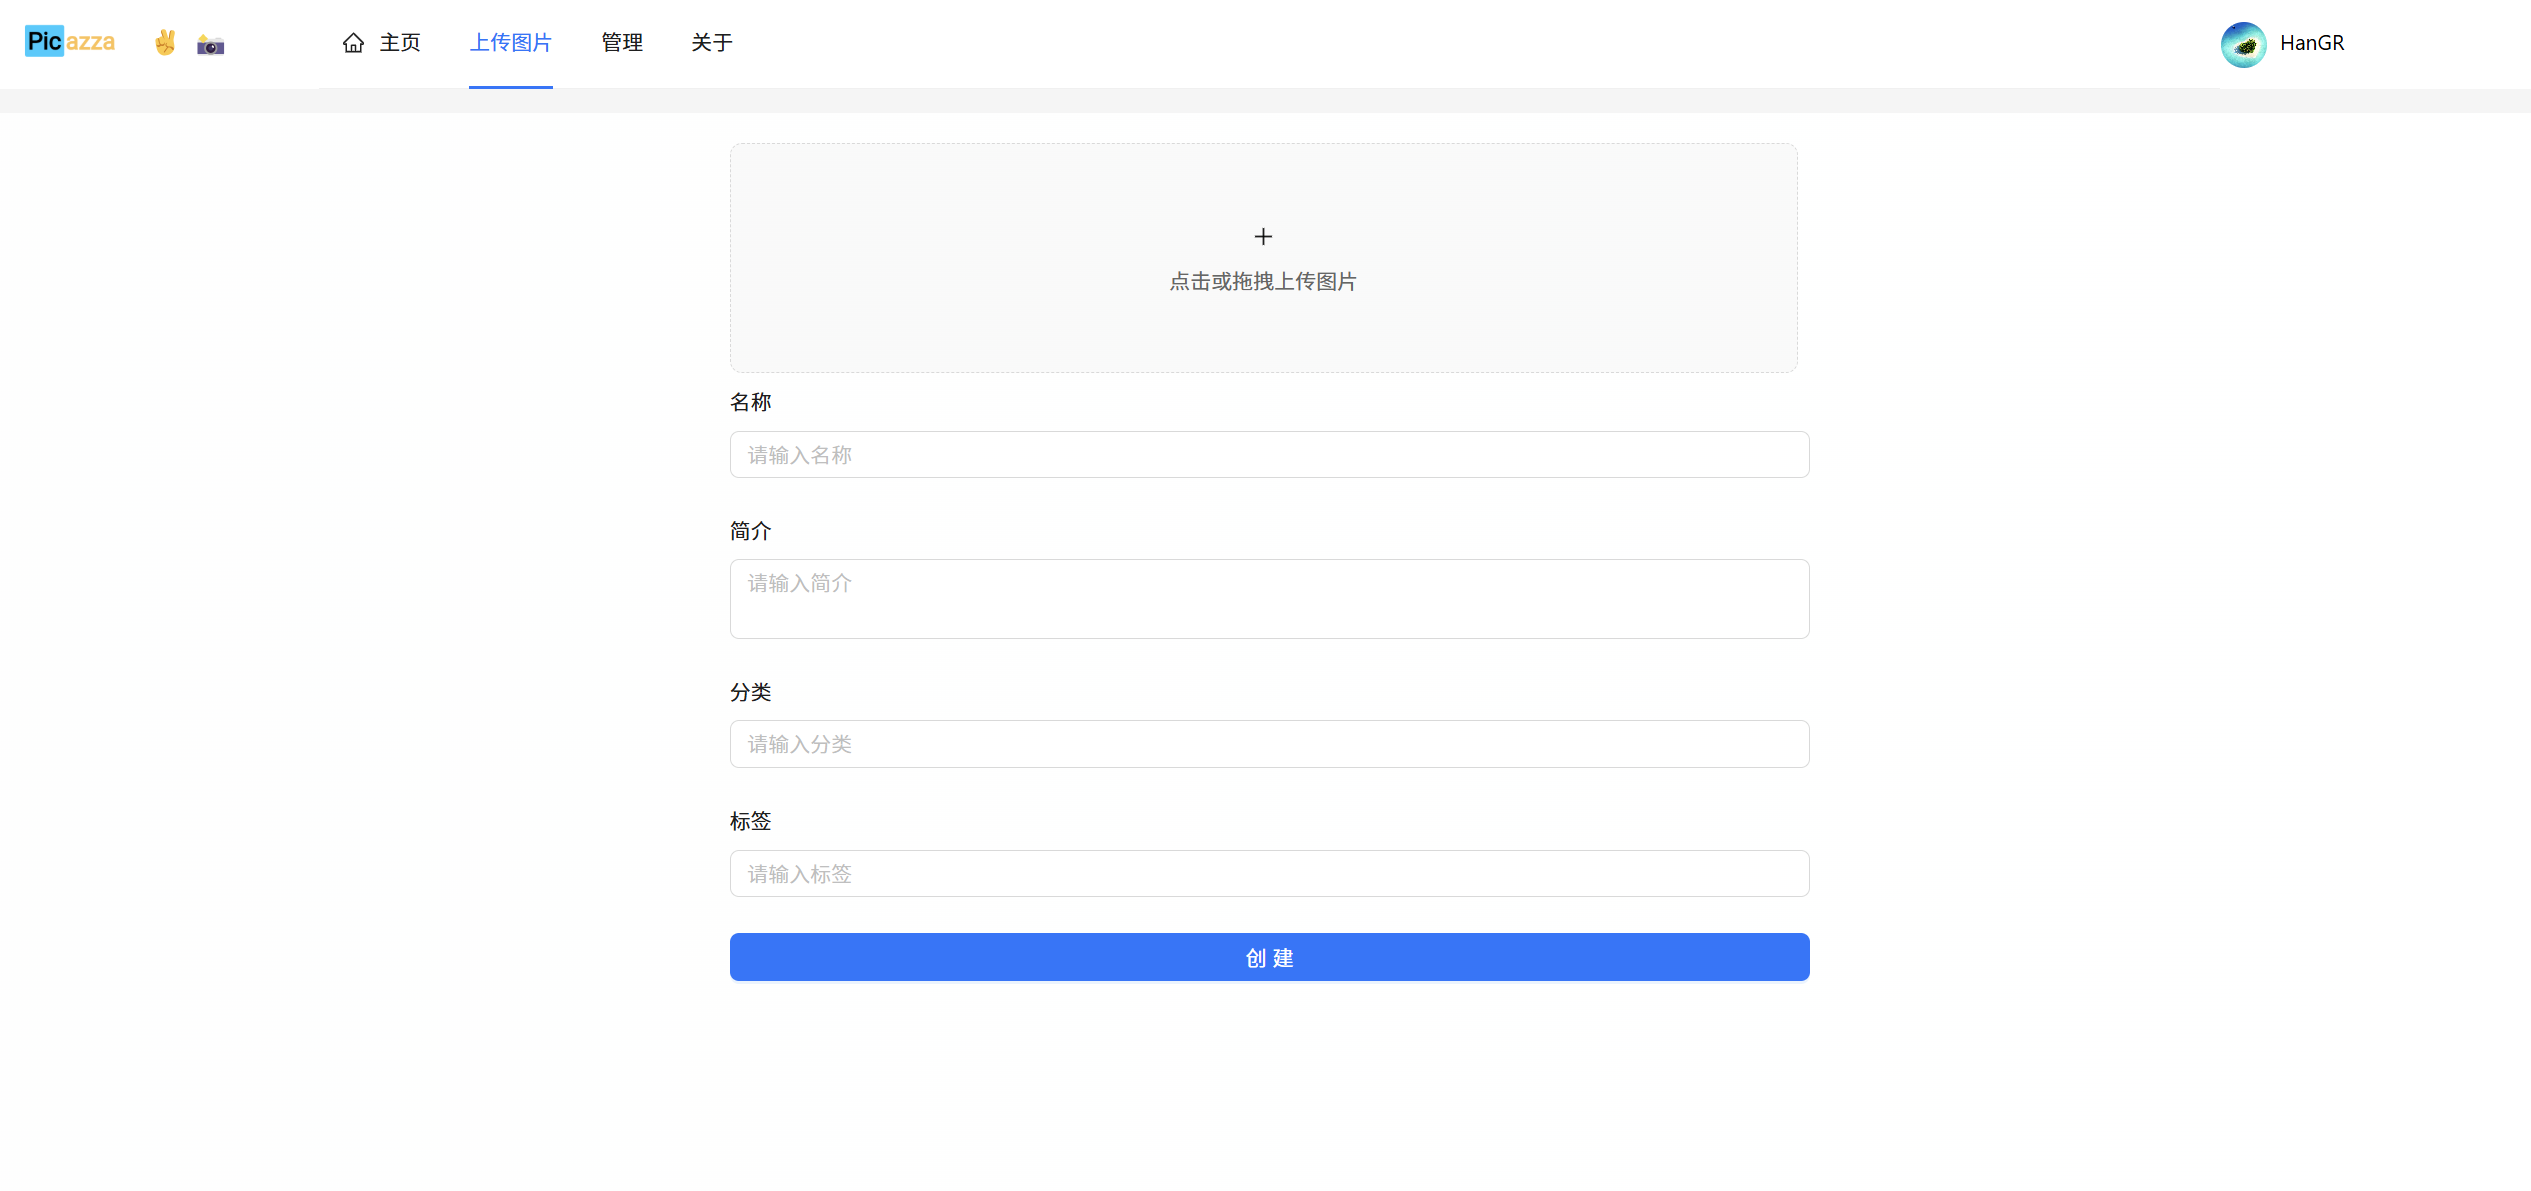 Picazza ✌ 📸 主页 上传图片 管理 关于 HanGR
点击或拖拽上传图片
名称
请输入名称
简介
请输入简介
分类
请输入分类
标签
请输入标签
创 建